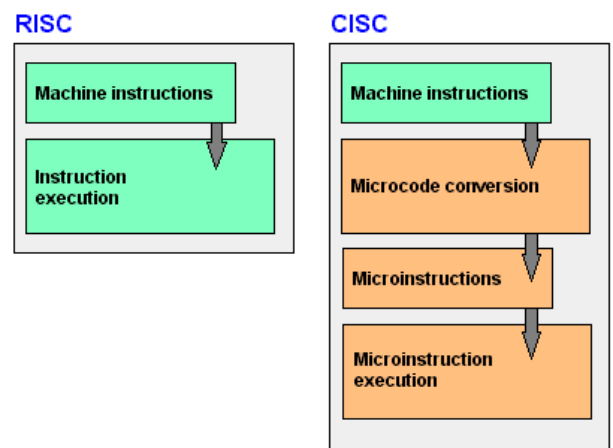 RISC
Machine instructions
Instruction
execution
CISC
Machine instructions
Microcode conversion
Microinstructions
Microinstruction
execution